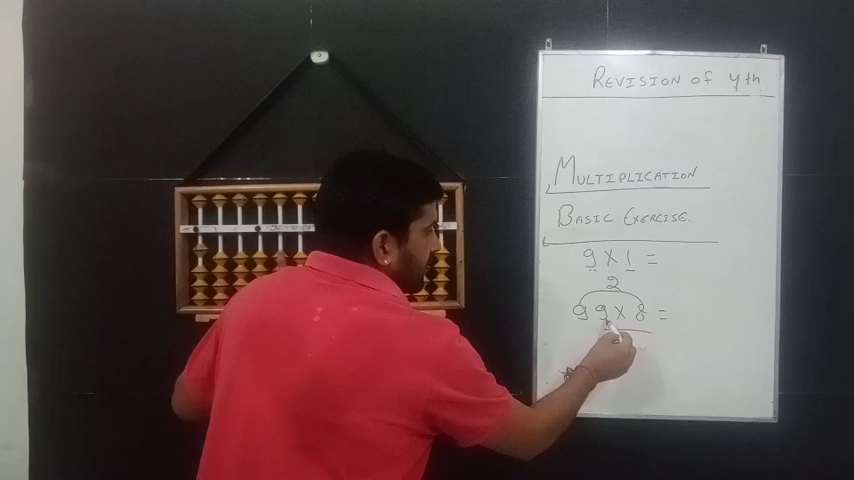 REVISION OF 4th
MULTIPLICATION
BASIC EXERCISE.
9 X 1 =
2
99 X 8 =